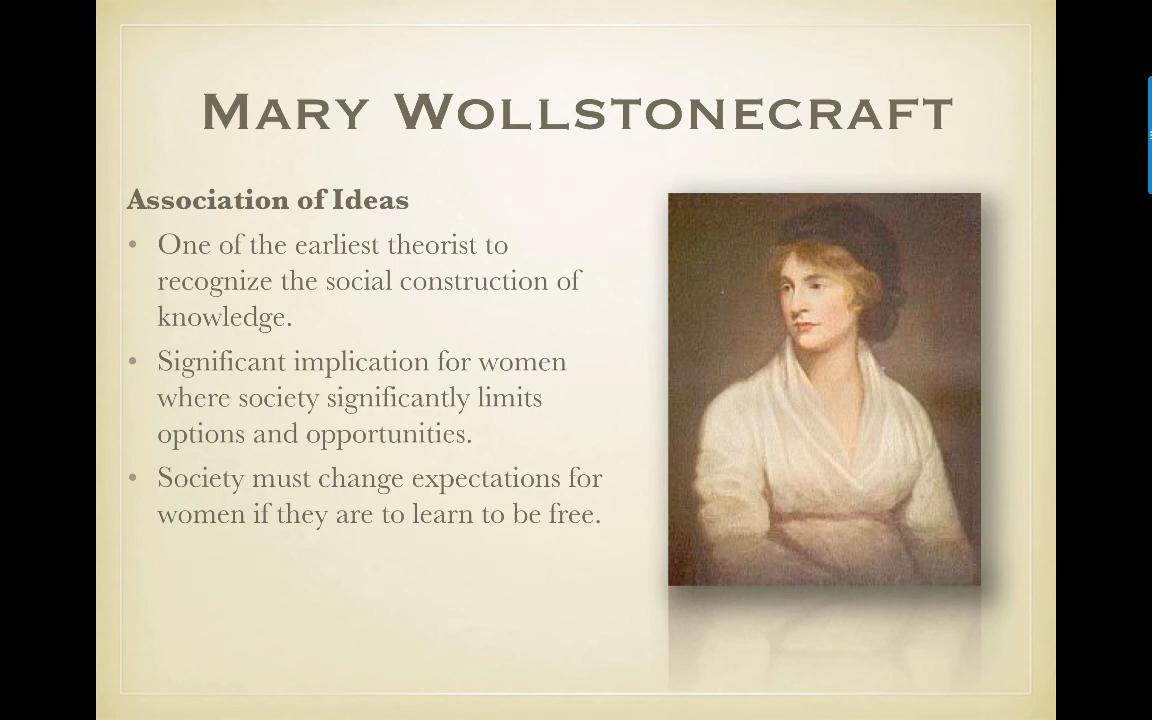 Mary Wollstonecraft
Association of Ideas
• One of the earliest theorist to
recognize the social construction of
knowledge.
• Significant implication for women
where society significantly limits
options and opportunities.
• Society must change expectations for
women if they are to learn to be free.